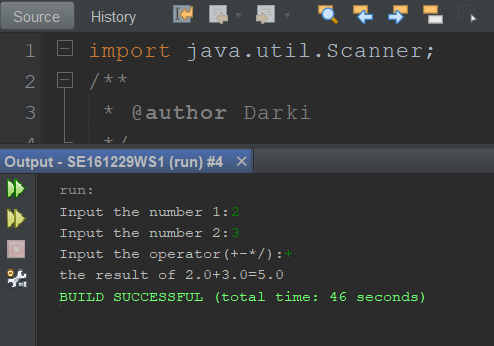 Source History
1 import java.util.Scanner;
2 /**
3 * @author Darki
4 */
Output - SE161229WS1 (run) #4 ×
run:
Input the number 1:2
Input the number 2:3
Input the operator(+-*/):+
the result of 2.0+3.0=5.0
BUILD SUCCESSFUL (total time: 46 seconds)